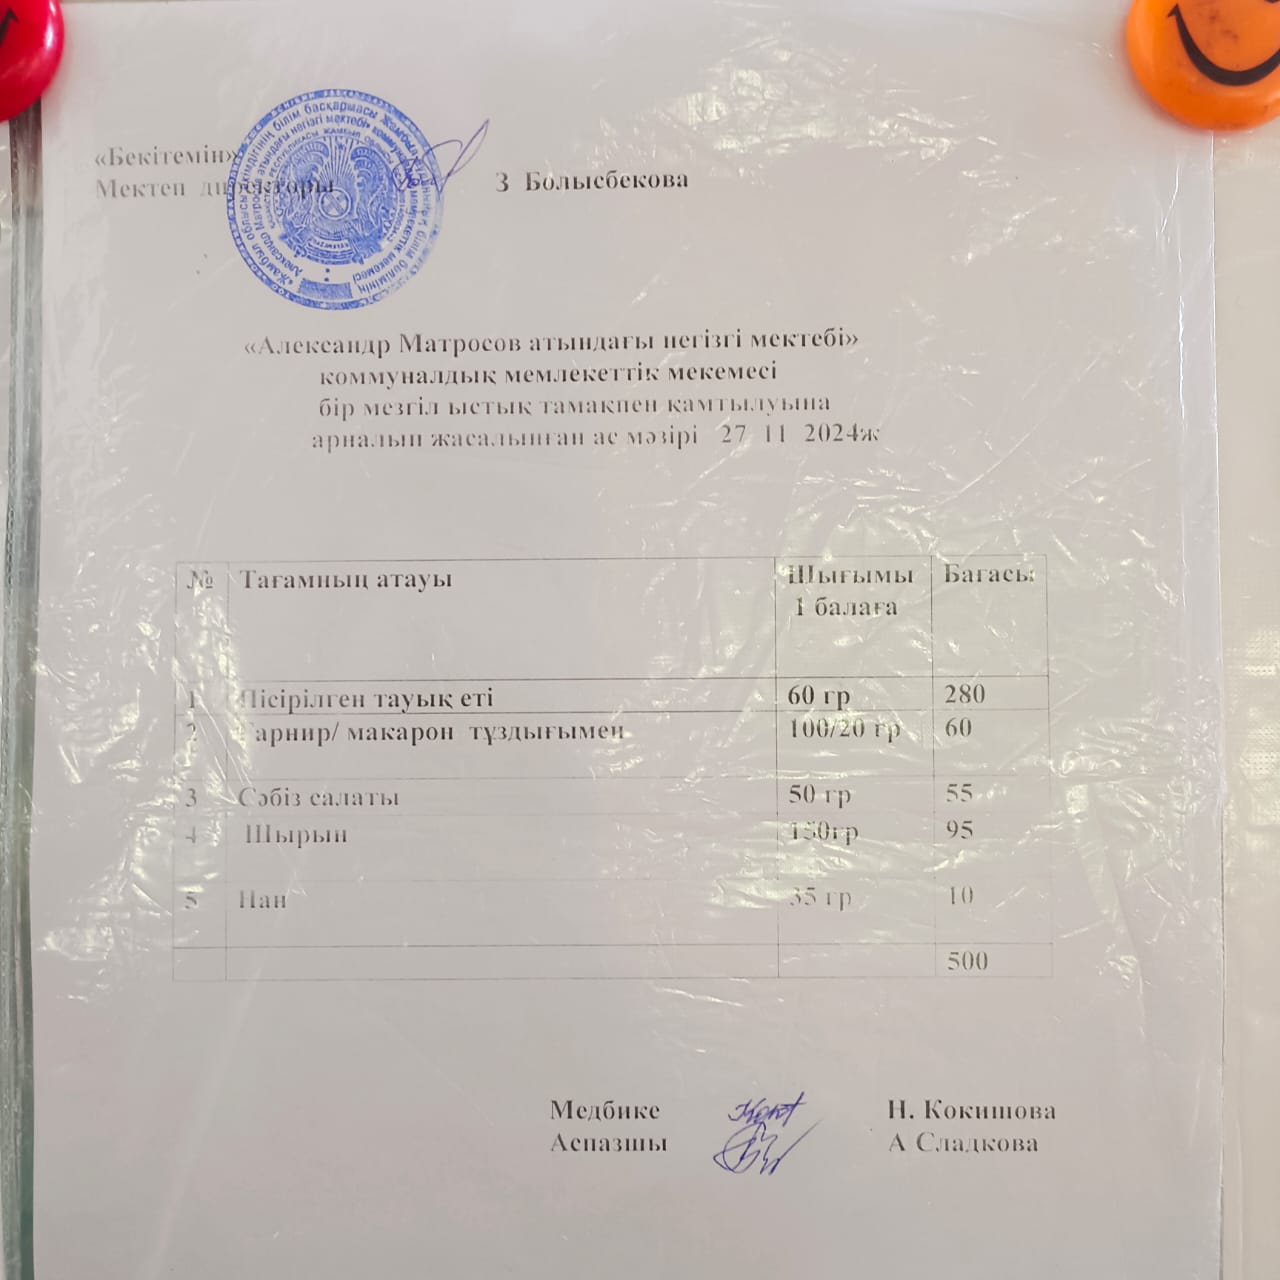 «Бекітемін»
Мектеп директоры З Болысбекова
«Александр Матросов атындағы негізгі мектебі»
коммуналдық мемлекеттік мекемесі
бір мезгіл ыстық тамақпен қамтылуына
арналып жасалынған ас мәзірі 27 11 2024ж
№ Тағамның атауы Шығымы Бағасы
1 балаға
1 Пісірілген тауық еті 60 гр 280
2 Гарнир/ макарон тұздығымен 100/20 гр 60
3 Сәбіз салаты 50 гр 55
4 Шырын 150гр 95
5 Нан 35 гр 10
500
Медбике Н. Кокишова
Аспазшы А Сладкова